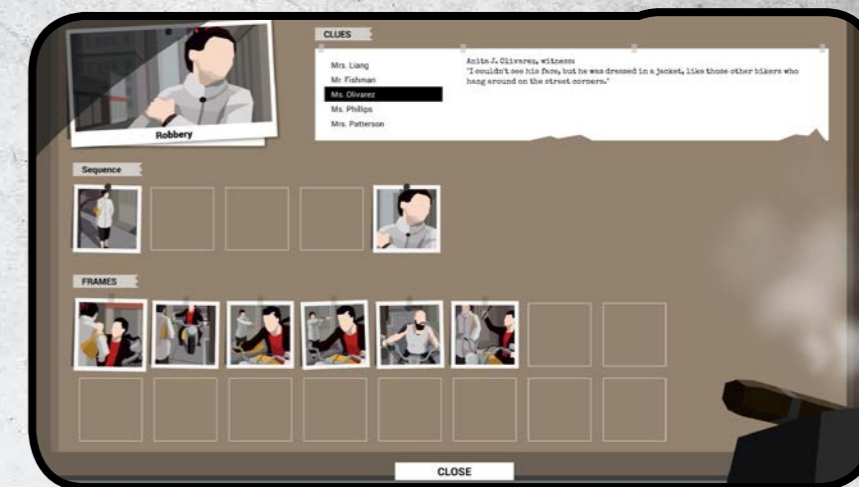 CLUES
Mrs. Liang
Mr. Fishman
Ms. Olivarez
Ms. Phillips
Mrs. Patterson
Anita J. Olivarez, witness:
"I couldn't see his face, but he was dressed in a jacket, like those other bikers who
hang around on the street corners."
Robbery
Sequence
FRAMES
CLOSE